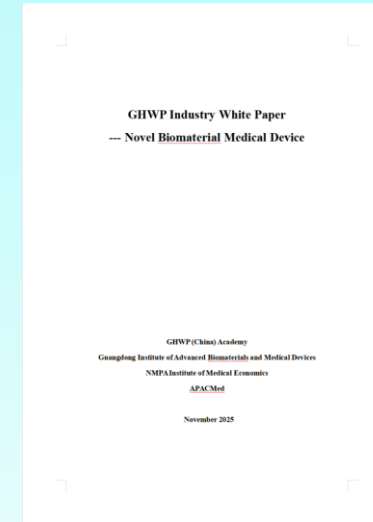 GHWP Industry White Paper
--- Novel Biomaterial Medical Device
GHWP (China) Academy
Guangdong Institute of Advanced Biomaterials and Medical Devices
NMPA Institute of Medical Economics
APACMed
November 2025